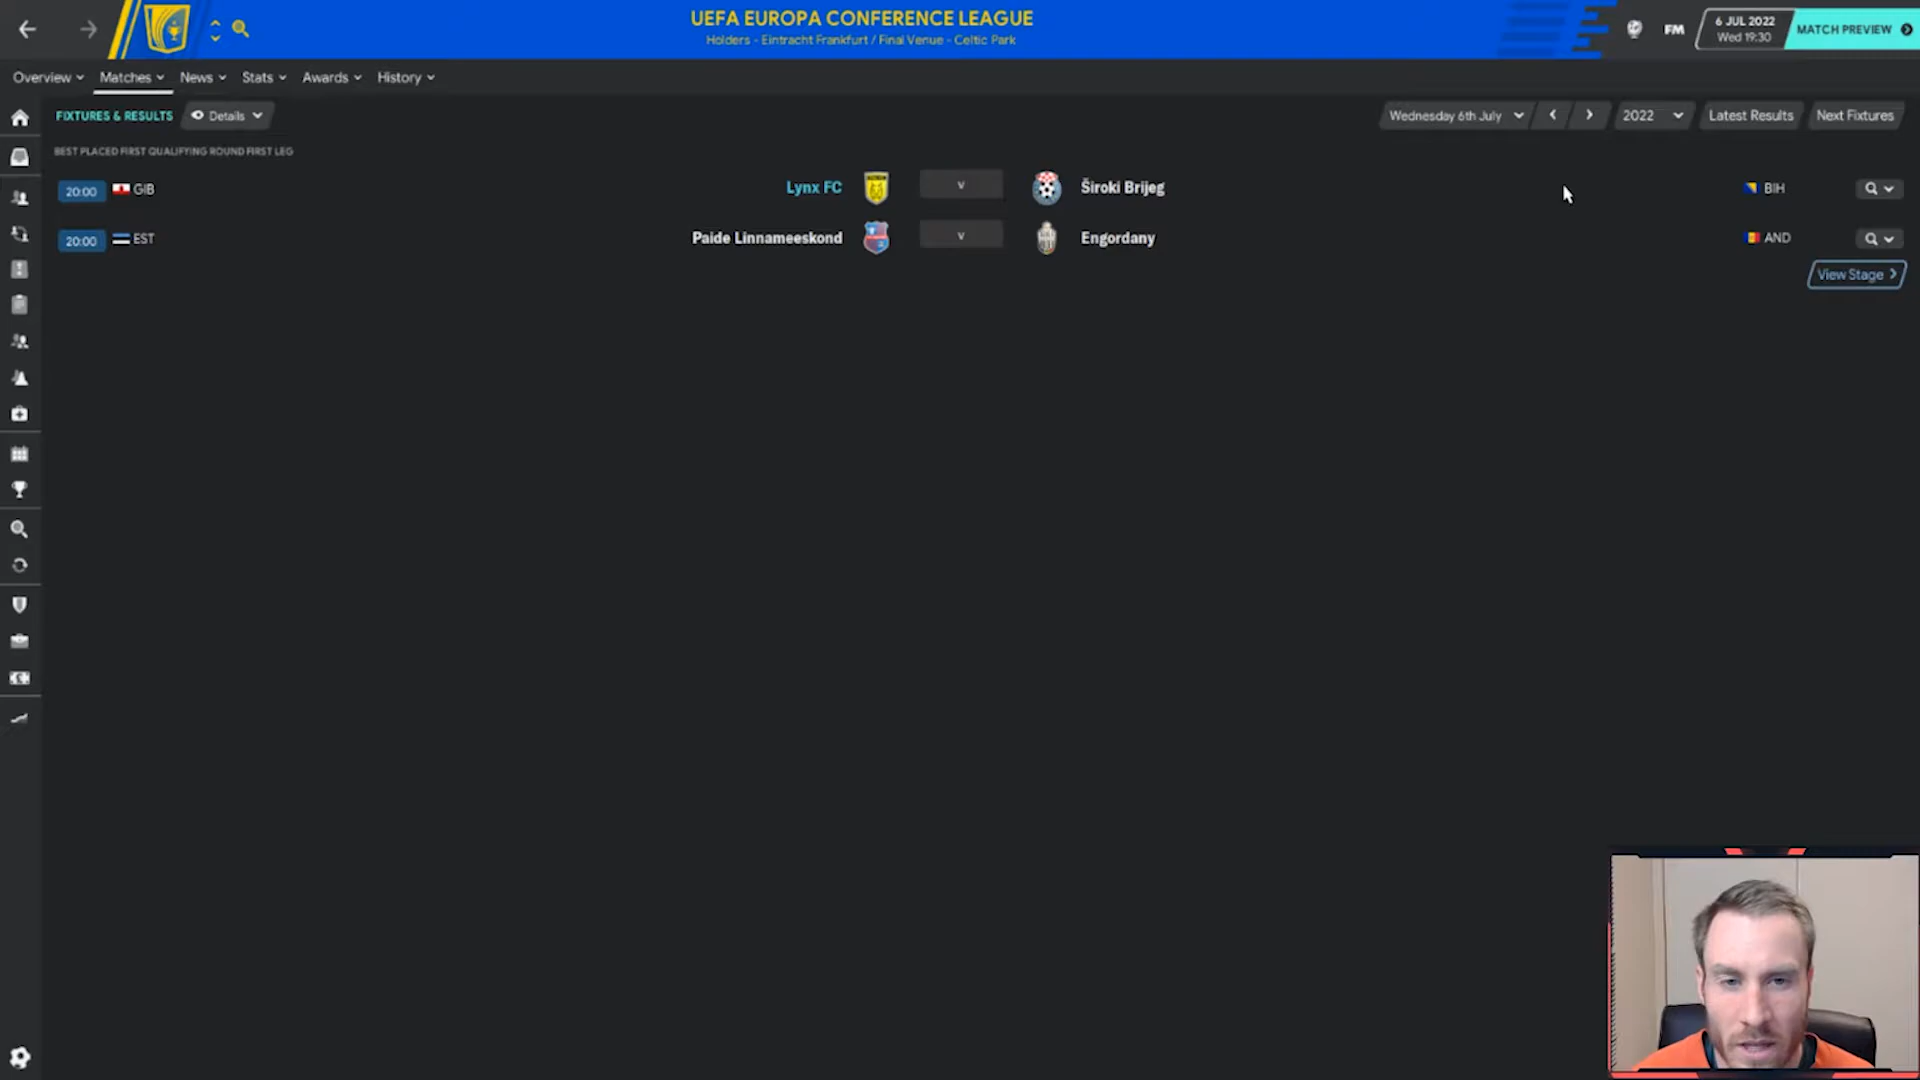 UEFA EUROPA CONFERENCE LEAGUE
Holders - Eintracht Frankfurt / Final Venue - Celtic Park
FM
6 JUL 2022
Wed 19:30
MATCH PREVIEW
Overview Matches News Stats Awards History
FIXTURES & RESULTS Details Wednesday 6th July 2022 Latest Results Next Fixtures
BEST PLACED FIRST QUALIFYING ROUND FIRST LEG
20:00 GIB Lynx FC v Široki Brijeg BIH
20:00 EST Paide Linnameeskond v Engordany AND
View Stage